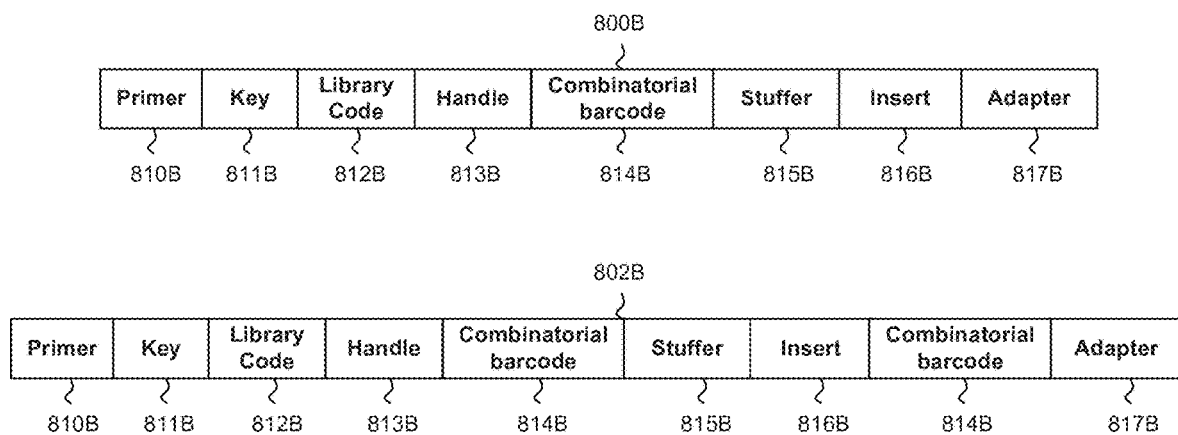 800B
Primer Key Library Code Handle Combinatorial barcode Stuffer Insert Adapter
810B 811B 812B 813B 814B 815B 816B 817B
802B
Primer Key Library Code Handle Combinatorial barcode Stuffer Insert Combinatorial barcode Adapter
810B 811B 812B 813B 814B 815B 816B 814B 817B